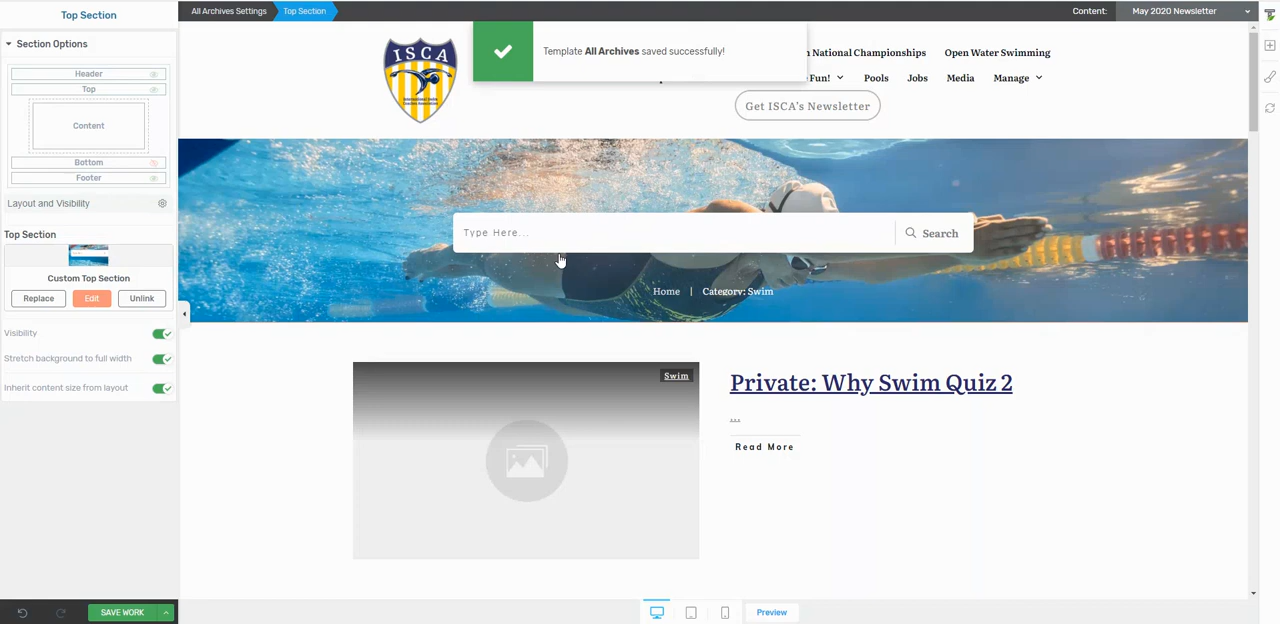 Top Section
All Archives Settings
Top Section
Content:
May 2020 Newsletter
Section Options
Header
Top
Content
Bottom
Footer
Layout and Visibility
Top Section
Custom Top Section
Replace
Edit
Unlink
Visibility
Stretch background to full width
Inherit content size from layout
SAVE WORK
ISCA
Template All Archives saved successfully!
National Championships
Open Water Swimming
Fun!
Pools
Jobs
Media
Manage
Get ISCA's Newsletter
Type Here...
Search
Home | Category: Swim
Swim
Private: Why Swim Quiz 2
...
Read More
Preview